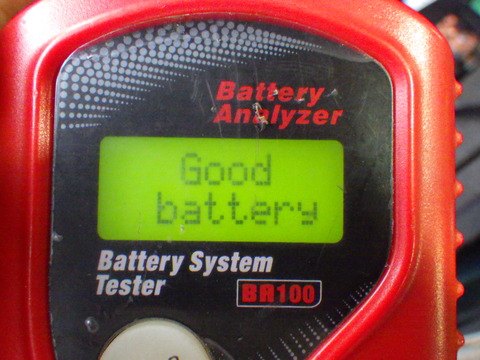 Battery
Analyzer
Good
battery
Battery System
Tester
BR100